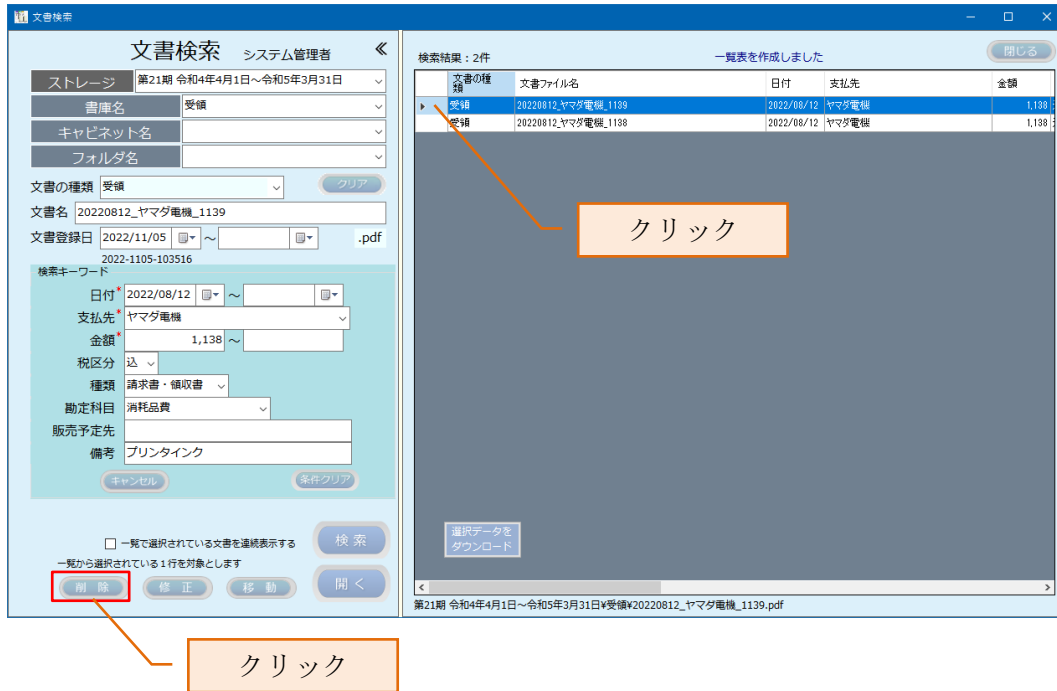 文書検索
文書検索 システム管理者 ≪
ストレージ 第21期 令和4年4月1日～令和5年3月31日
書庫名 受領
キャビネット名
フォルダ名
文書の種類 受領 クリア
文書名 20220812_ヤマダ電機_1139
文書登録日 2022/11/05 ～ .pdf
2022-1105-103516
検索キーワード
日付* 2022/08/12 ～
支払先* ヤマダ電機
金額* 1,138 ～
税区分 込
種類 請求書・領収書
勘定科目 消耗品費
販売予定先
備考 プリンタインク
キャンセル 条件クリア
一覧で選択されている文書を連続表示する 検索
一覧から選択されている1行を対象とします
削除 修正 移動 開く
検索結果：2件 一覧表を作成しました 閉じる
文書の種類 文書ファイル名 日付 支払先 金額
受領 20220812_ヤマダ電機_1139 2022/08/12 ヤマダ電機 1,138
受領 20220812_ヤマダ電機_1138 2022/08/12 ヤマダ電機 1,138
クリック
選択データを
ダウンロード
第21期 令和4年4月1日～令和5年3月31日¥受領¥20220812_ヤマダ電機_1139.pdf
クリック